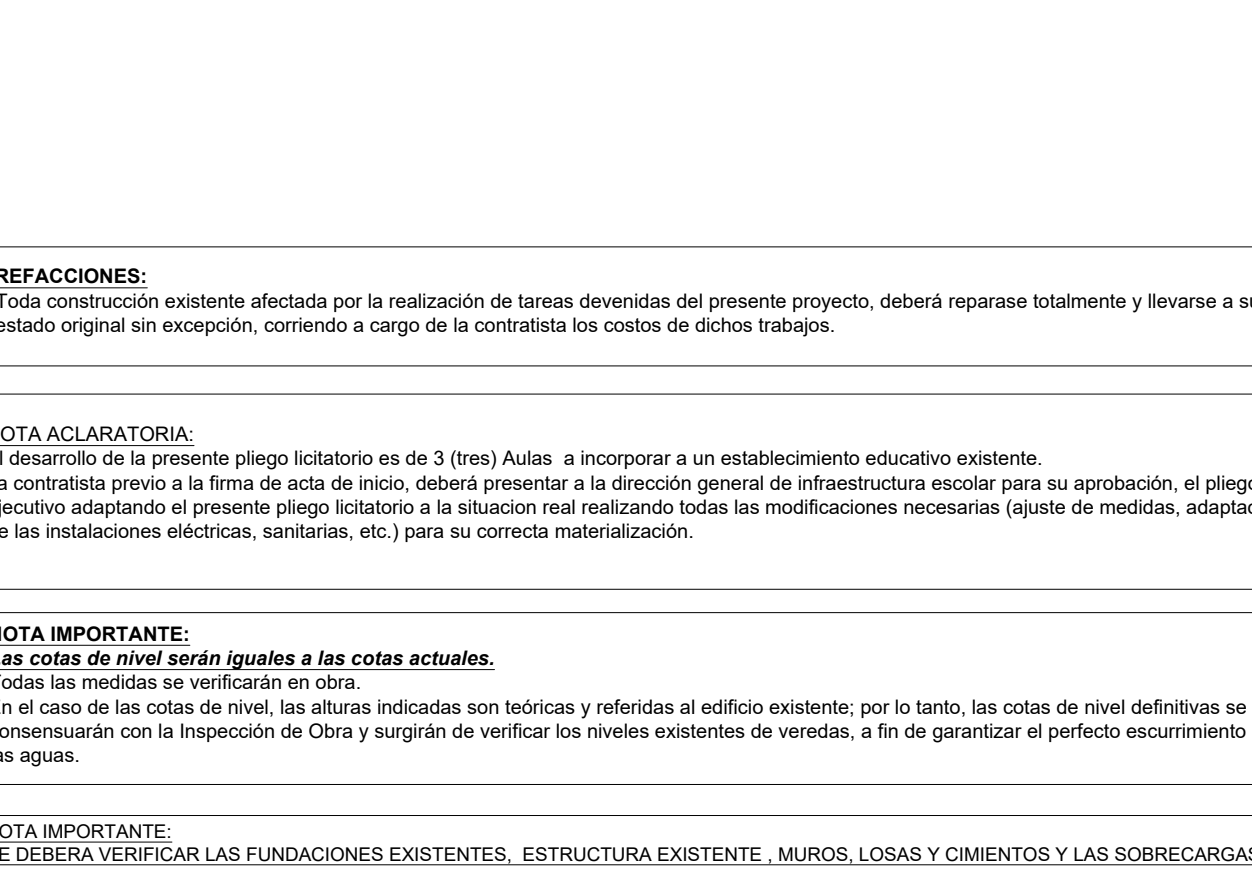 REFACCIONES:
Toda construcción existente afectada por la realización de tareas devenidas del presente proyecto, deberá reparase totalmente y llevarse a su
estado original sin excepción, corriendo a cargo de la contratista los costos de dichos trabajos.
OTA ACLARATORIA:
l desarrollo de la presente pliego licitatorio es de 3 (tres) Aulas a incorporar a un establecimiento educativo existente.
a contratista previo a la firma de acta de inicio, deberá presentar a la dirección general de infraestructura escolar para su aprobación, el pliego
jecutivo adaptando el presente pliego licitatorio a la situacion real realizando todas las modificaciones necesarias (ajuste de medidas, adaptac
e las instalaciones eléctricas, sanitarias, etc.) para su correcta materialización.
NOTA IMPORTANTE:
Las cotas de nivel serán iguales a las cotas actuales.
Todas las medidas se verificarán en obra.
En el caso de las cotas de nivel, las alturas indicadas son teóricas y referidas al edificio existente; por lo tanto, las cotas de nivel definitivas se
onsensuarán con la Inspección de Obra y surgirán de verificar los niveles existentes de veredas, a fin de garantizar el perfecto escurrimiento
as aguas.
OTA IMPORTANTE:
E DEBERA VERIFICAR LAS FUNDACIONES EXISTENTES, ESTRUCTURA EXISTENTE , MUROS, LOSAS Y CIMIENTOS Y LAS SOBRECARGAS